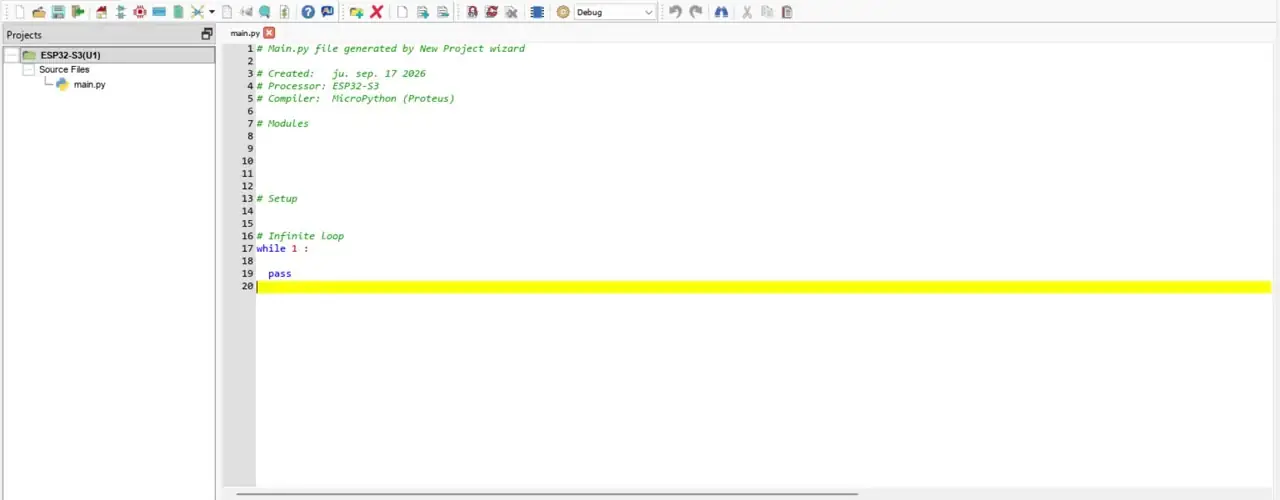 Debug
Projects
main.py
ESP32-S3(U1)
Source Files
main.py
1 # Main.py file generated by New Project wizard
2
3 # Created:   ju. sep. 17 2026
4 # Processor: ESP32-S3
5 # Compiler:  MicroPython (Proteus)
6
7 # Modules
8
9
10
11
12
13 # Setup
14
15
16 # Infinite loop
17 while 1 :
18
19   pass
20